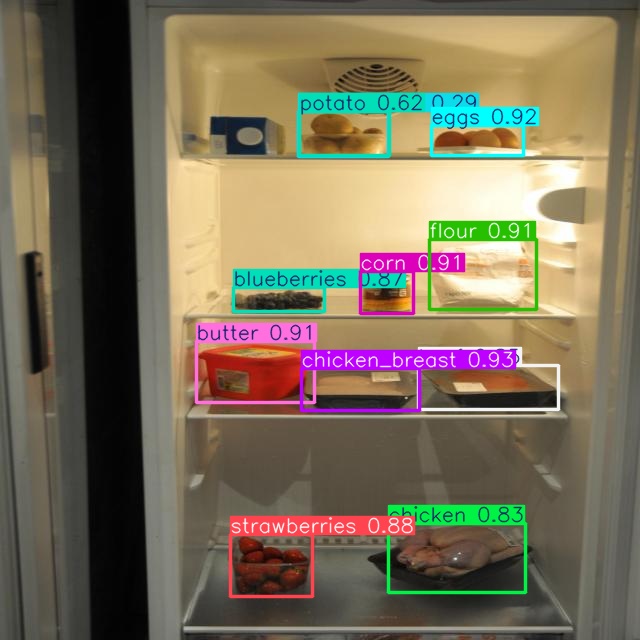 potato 0.62 0.29
eggs 0.92
flour 0.91
corn 0.91
blueberries 0.87
butter 0.91
chicken_breast 0.93
strawberries 0.88
chicken 0.83